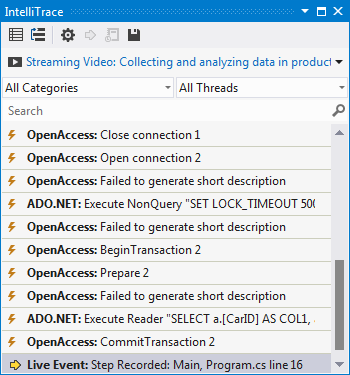 IntelliTrace
Streaming Video: Collecting and analyzing data in product
All Categories
All Threads
Search
OpenAccess: Close connection 1
OpenAccess: Open connection 2
OpenAccess: Failed to generate short description
ADO.NET: Execute NonQuery "SET LOCK_TIMEOUT 500
OpenAccess: Failed to generate short description
OpenAccess: BeginTransaction 2
OpenAccess: Prepare 2
OpenAccess: Failed to generate short description
ADO.NET: Execute Reader "SELECT a.[CarID] AS COL1, a
OpenAccess: CommitTransaction 2
Live Event: Step Recorded: Main, Program.cs line 16